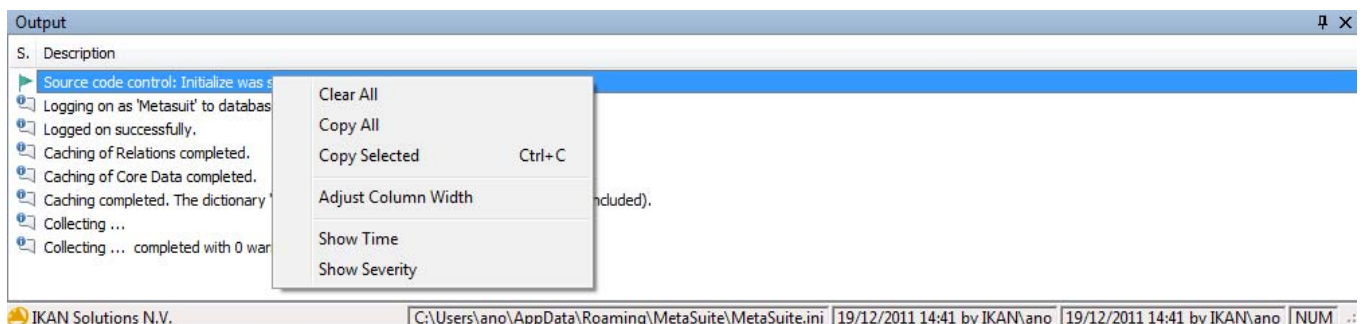 Output
S. Description
Source code control: Initialize was s
Logging on as 'Metasuit' to databas
Logged on successfully.
Caching of Relations completed.
Caching of Core Data completed.
Caching completed. The dictionary ' ncluded).
Collecting ...
Collecting ... completed with 0 war
Clear All
Copy All
Copy Selected Ctrl+C
Adjust Column Width
Show Time
Show Severity
IKAN Solutions N.V. C:\Users\ano\AppData\Roaming\MetaSuite\MetaSuite.ini 19/12/2011 14:41 by IKAN\ano 19/12/2011 14:41 by IKAN\ano NUM